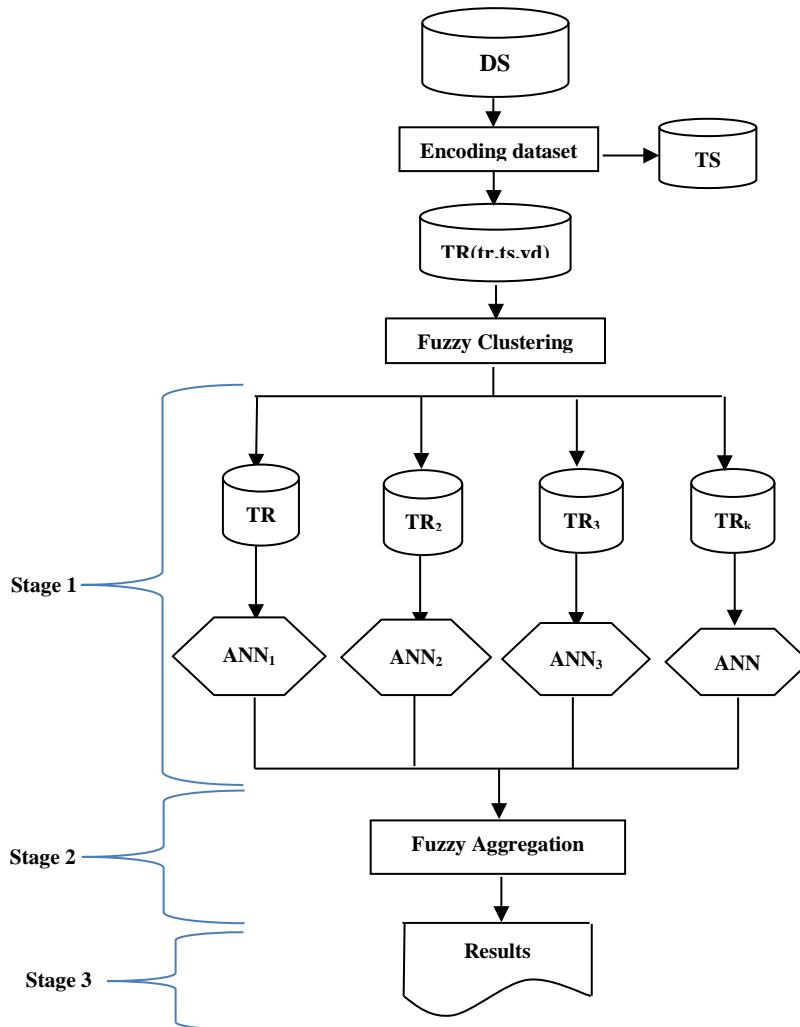 DS
Encoding dataset
TS
TR(tr,ts,vd)
Fuzzy Clustering
TR
TR₂
TR₃
TRₖ
Stage 1
ANN₁
ANN₂
ANN₃
ANN
Fuzzy Aggregation
Stage 2
Results
Stage 3